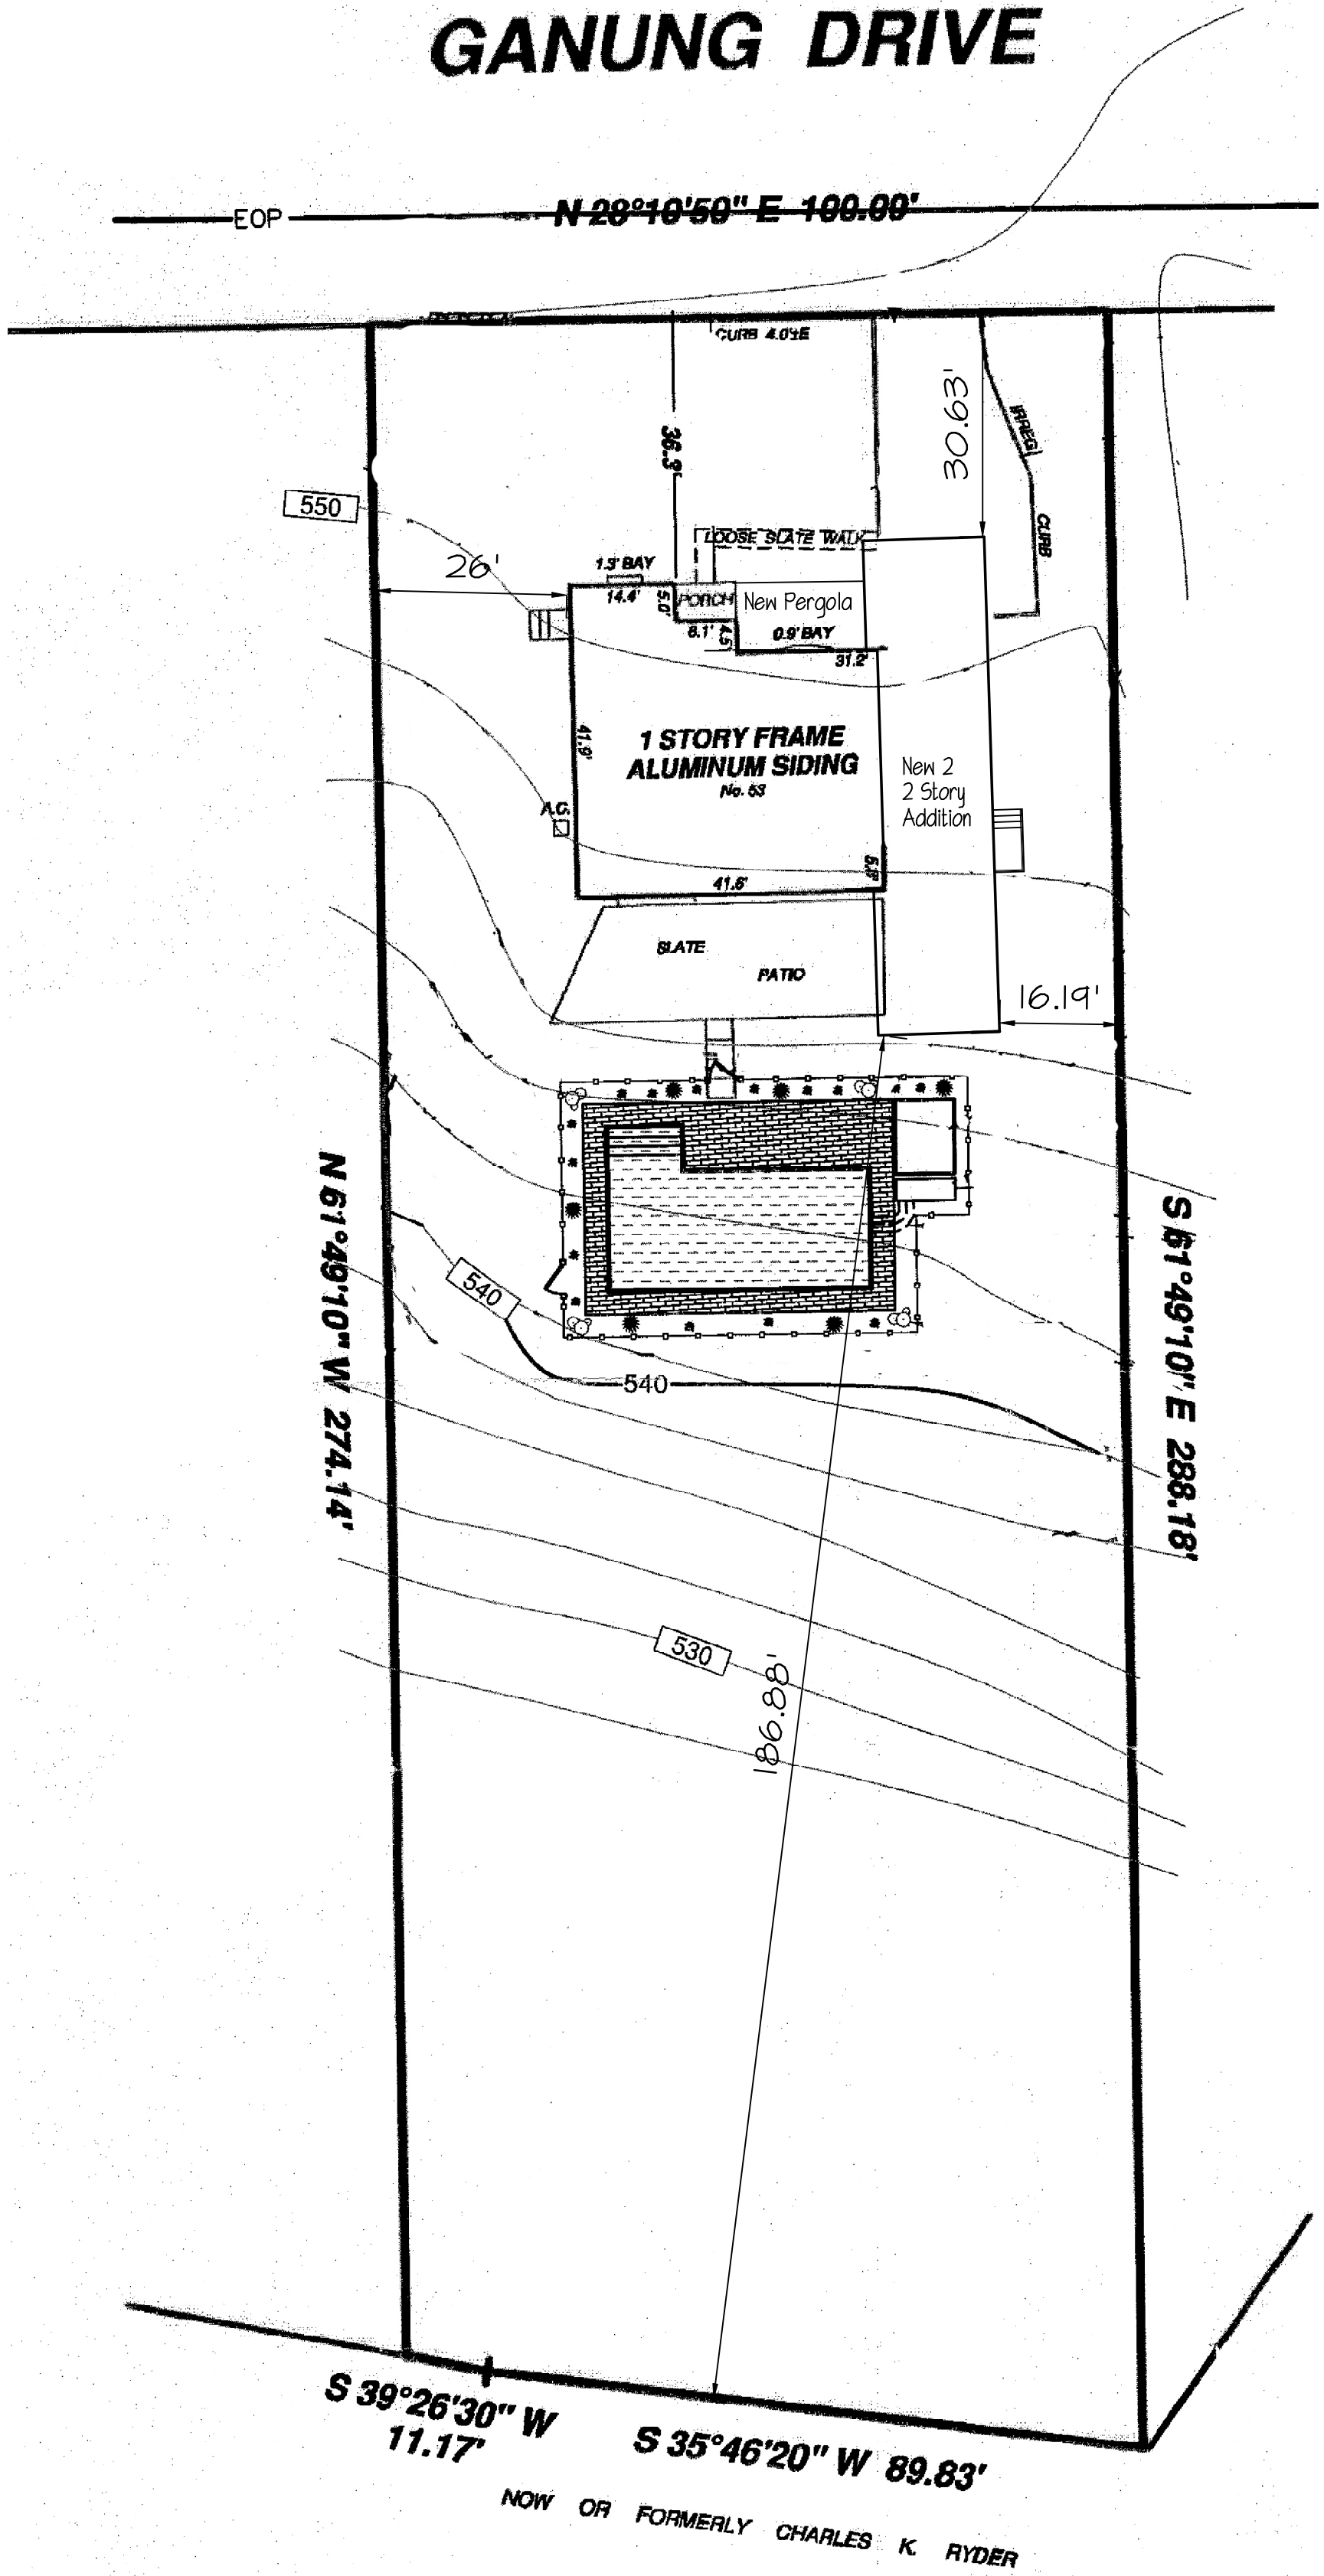 GANUNG DRIVE
EOP
N 28°10'50" E 100.00'
CURB 4.0'±E
30.63'
IRREG
CURB
36.3'
550
26'
LOOSE SLATE WALK
1.3' BAY
14.4'
5.0'
PORCH
New Pergola
8.1'
4.5'
0.9' BAY
31.2'
41.9'
1 STORY FRAME
ALUMINUM SIDING
No. 53
New 2
2 Story
Addition
A.C.
41.6'
SLATE
PATIO
16.19'
N 61°49'10" W 274.14'
S 61°49'10" E 288.18'
540
540
530
186.88'
S 39°26'30" W
11.17'
S 35°46'20" W 89.83'
NOW OR FORMERLY CHARLES K. RYDER